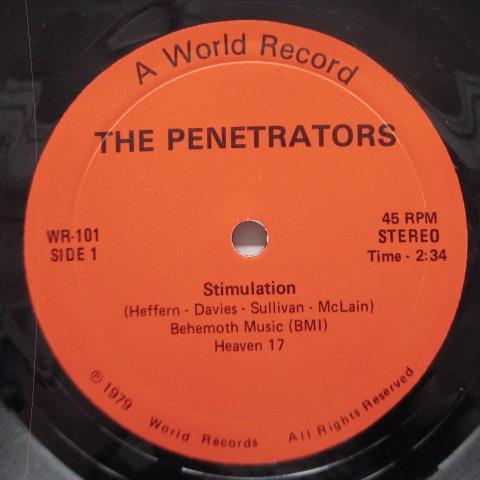 A World Record
THE PENETRATORS
WR-101
SIDE 1
45 RPM
STEREO
Time - 2:34
Stimulation
(Heffern - Davies - Sullivan - McLain)
Behemoth Music (BMI)
Heaven 17
℗ 1979 World Records All Rights Reserved